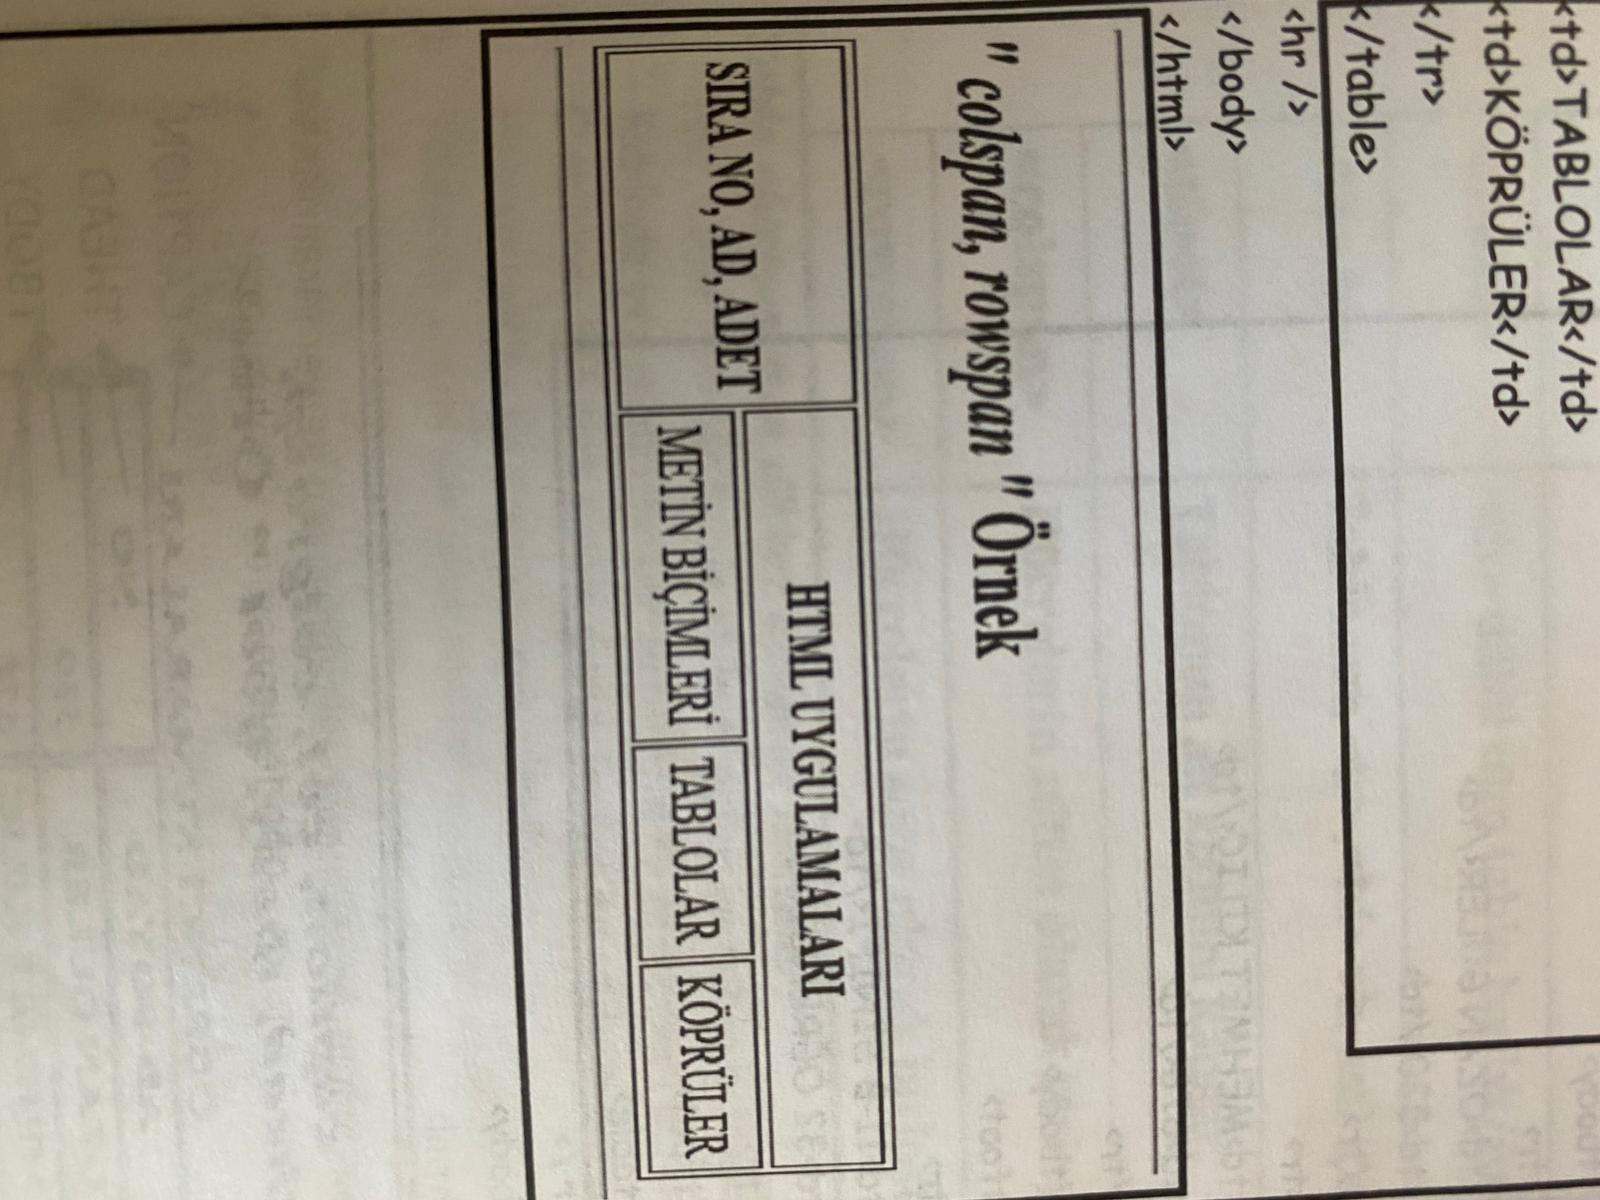 <td>TABLOLAR</td>
<td>KÖPRÜLER</td>
</tr>
</table>
<hr />
</body>
</html>
" colspan, rowspan " Örnek
HTML UYGULAMALARI
SIRA NO, AD, ADET
METİN BİÇİMLERİ TABLOLAR KÖPRÜLER